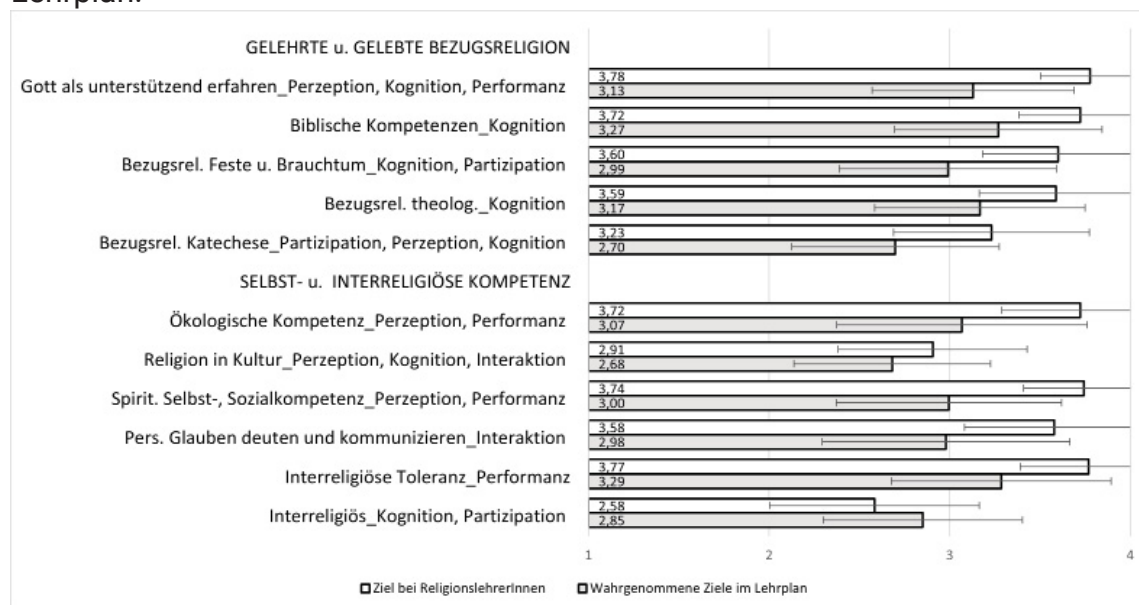 Lehrplan.
GELEHRTE u. GELEBTE BEZUGSRELIGION
Gott als unterstützend erfahren_Perzeption, Kognition, Performanz
3,78
3,13
Biblische Kompetenzen_Kognition
3,72
3,27
Bezugsrel. Feste u. Brauchtum_Kognition, Partizipation
3,60
2,99
Bezugsrel. theolog._Kognition
3,59
3,17
Bezugsrel. Katechese_Partizipation, Perzeption, Kognition
3,23
2,70
SELBST- u. INTERRELIGIÖSE KOMPETENZ
Ökologische Kompetenz_Perzeption, Performanz
3,72
3,07
Religion in Kultur_Perzeption, Kognition, Interaktion
2,91
2,68
Spirit. Selbst-, Sozialkompetenz_Perzeption, Performanz
3,74
3,00
Pers. Glauben deuten und kommunizieren_Interaktion
3,58
2,98
Interreligiöse Toleranz_Performanz
3,77
3,29
Interreligiös_Kognition, Partizipation
2,58
2,85
1 2 3 4
Ziel bei ReligionslehrerInnen Wahrgenommene Ziele im Lehrplan